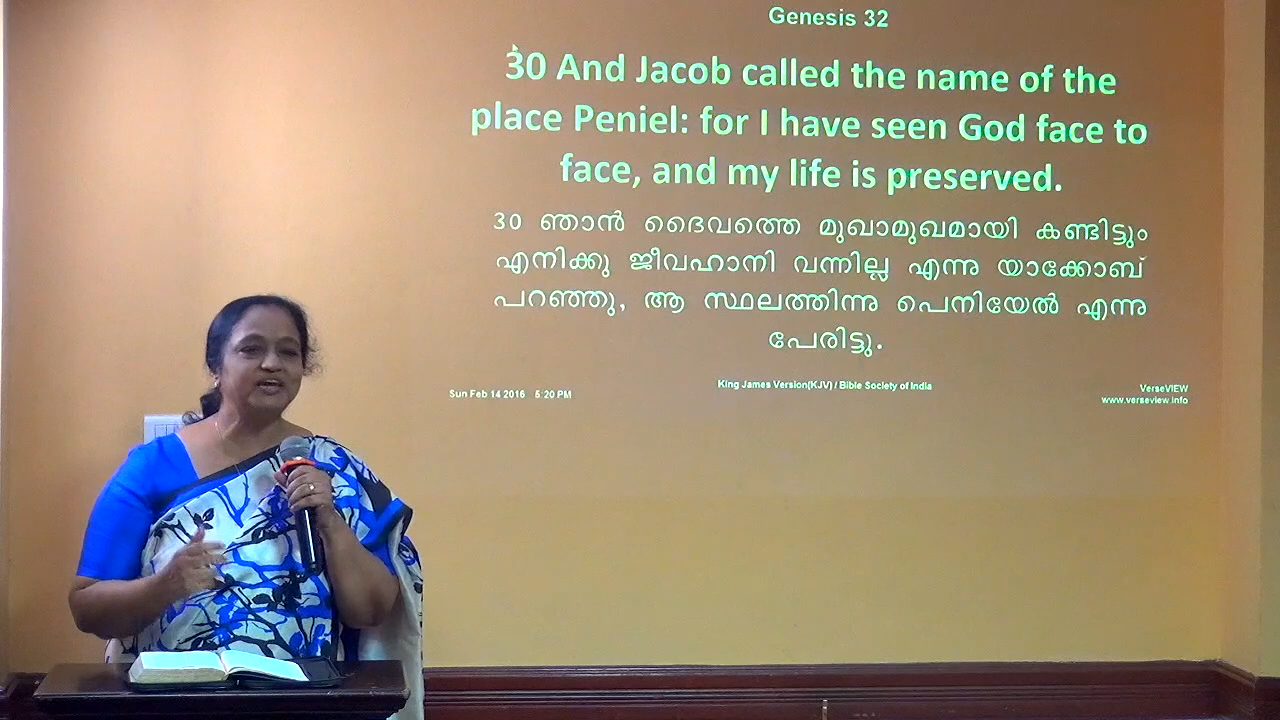 Genesis 32
30 And Jacob called the name of the
place Peniel: for I have seen God face to
face, and my life is preserved.
30 ഞാൻ ദൈവത്തെ മുഖാമുഖമായി കണ്ടിട്ടും
എനിക്കു ജീവഹാനി വന്നില്ല എന്നു യാക്കോബ്
പറഞ്ഞു, ആ സ്ഥലത്തിന്നു പെനിയേൽ എന്നു
പേരിട്ടു.
King James Version(KJV) / Bible Society of India
Sun Feb 14 2016 5:20 PM
VerseVIEW
www.verseview.info